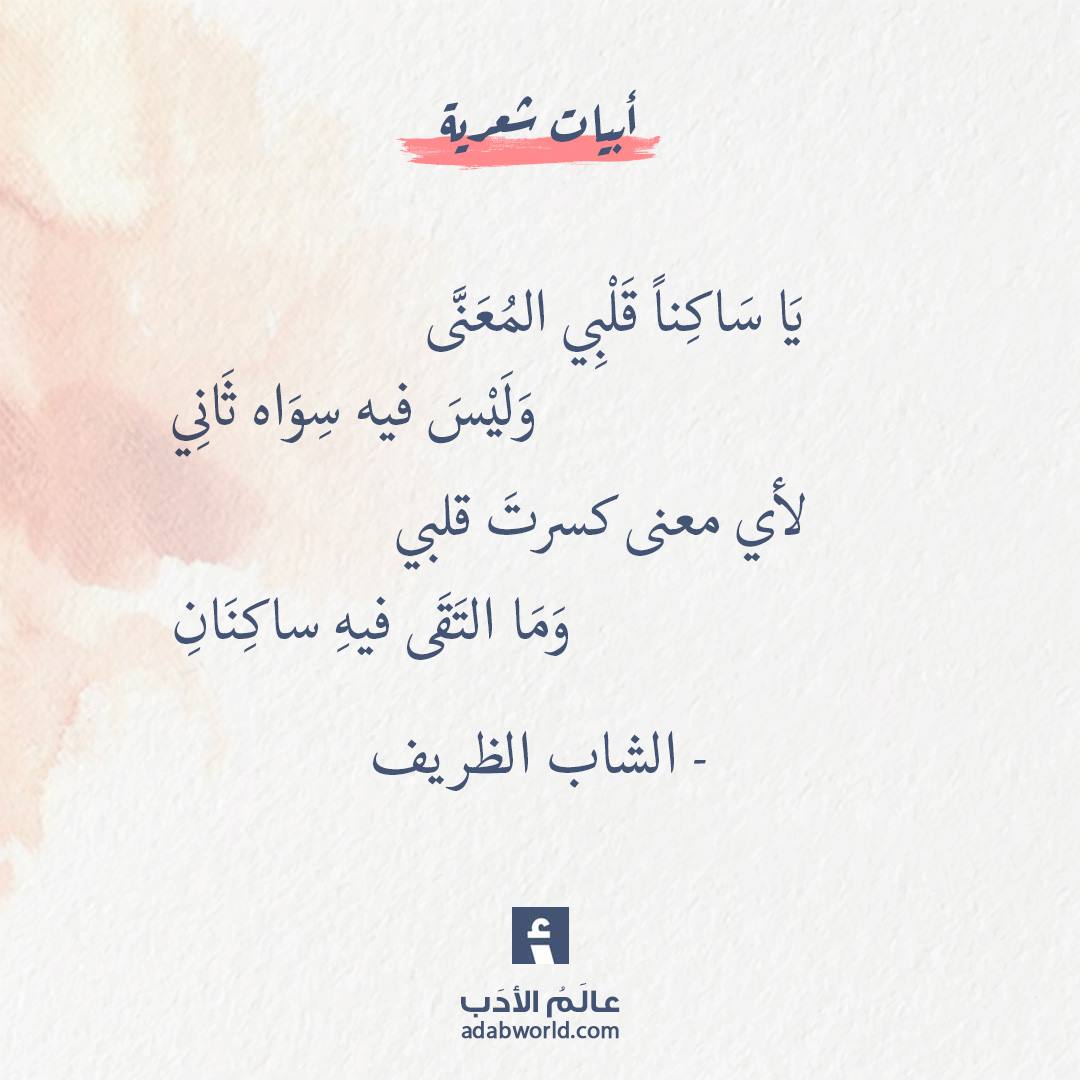 أبيات شعرية
يَا سَاكِناً قَلْبِي المُعَنَّى
وَلَيْسَ فيه سِوَاه ثَانِي
لأي معنى كسرتَ قلبي
وَمَا التَقَى فيهِ ساكِنَانِ
- الشاب الظريف
أ
عالَمُ الأدَب
adabworld.com